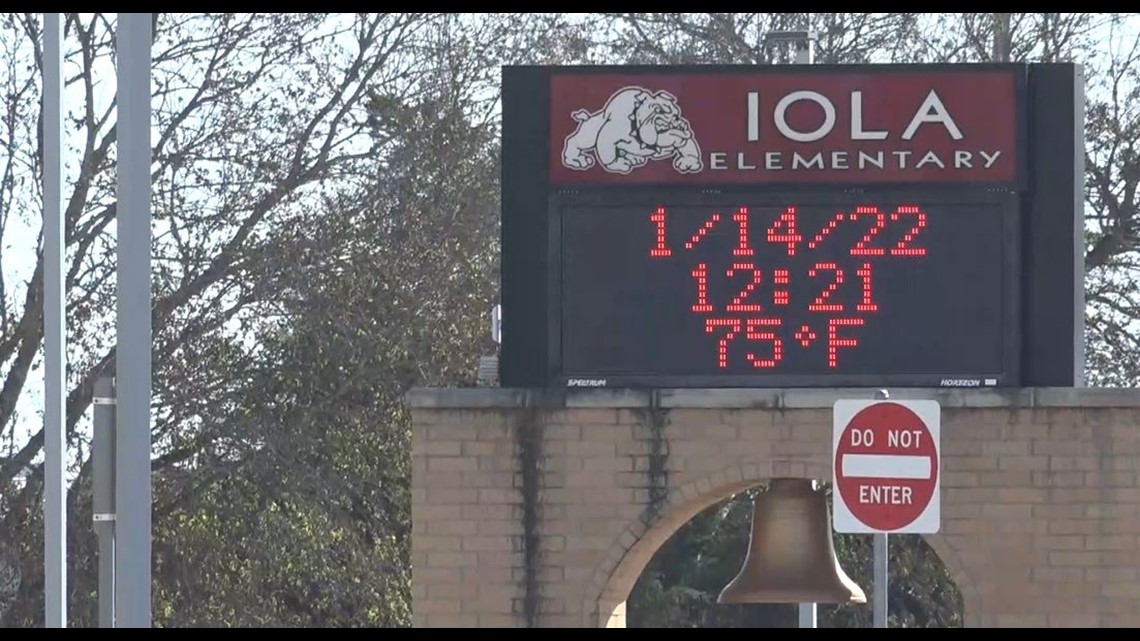 IOLA
ELEMENTARY
1/14/22
12:21
75°F
SPECTRUM
HORIZON
DO NOT
ENTER